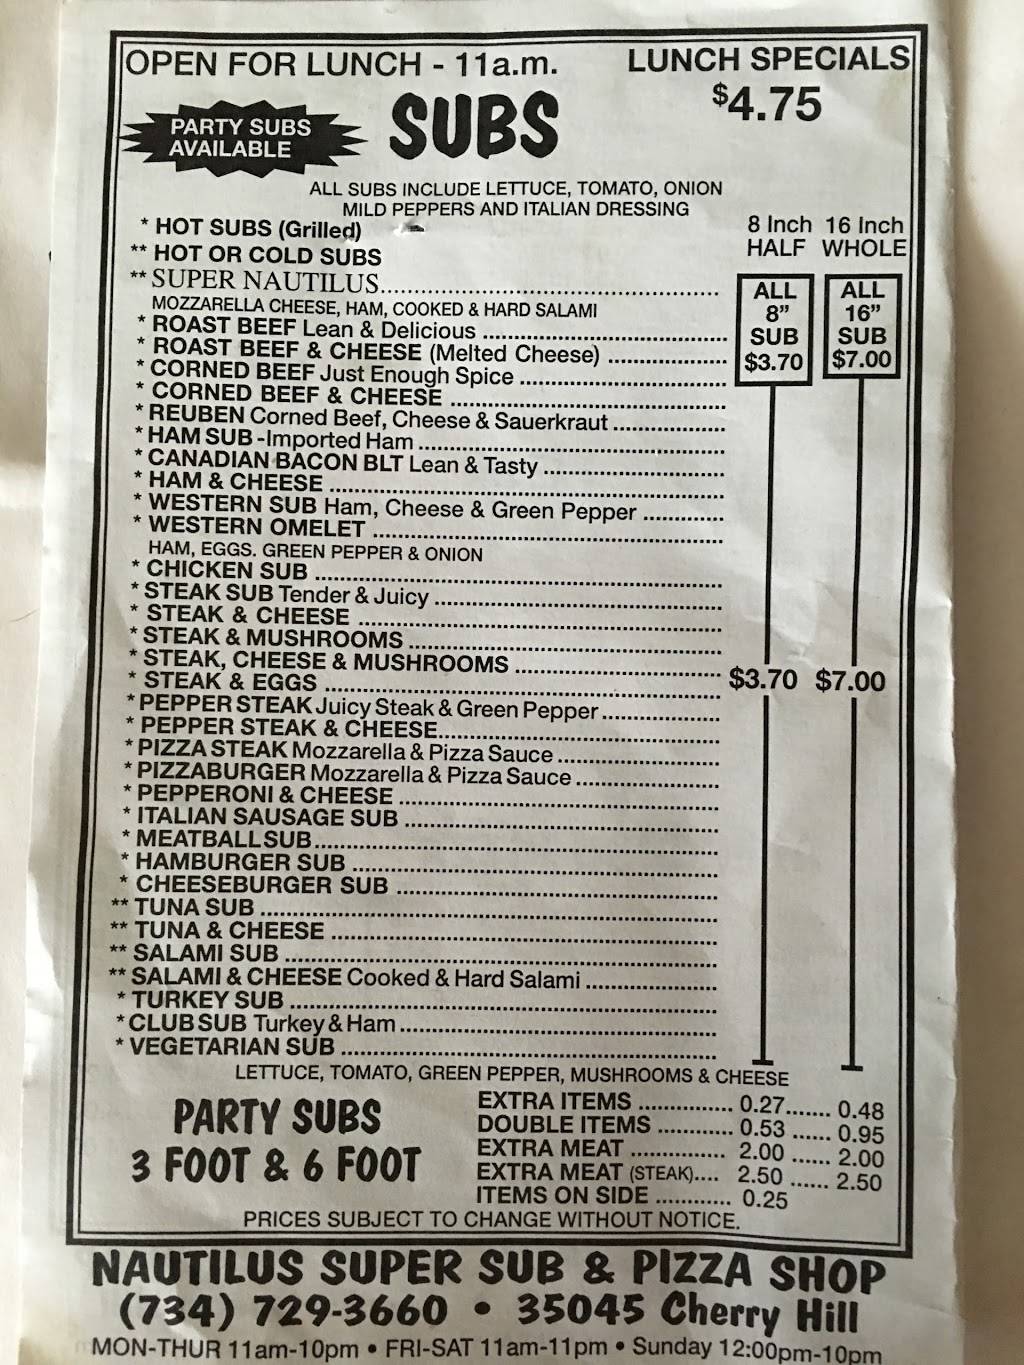 OPEN FOR LUNCH - 11a.m. LUNCH SPECIALS
$4.75
PARTY SUBS
AVAILABLE
SUBS
ALL SUBS INCLUDE LETTUCE, TOMATO, ONION
MILD PEPPERS AND ITALIAN DRESSING
* HOT SUBS (Grilled)
** HOT OR COLD SUBS
8 Inch 16 Inch
HALF WHOLE
** SUPER NAUTILUS
MOZZARELLA CHEESE, HAM, COOKED & HARD SALAMI
ALL
8"
SUB
$3.70
ALL
16"
SUB
$7.00
* ROAST BEEF Lean & Delicious
* ROAST BEEF & CHEESE (Melted Cheese)
* CORNED BEEF Just Enough Spice
* CORNED BEEF & CHEESE
* REUBEN Corned Beef, Cheese & Sauerkraut
* HAM SUB - Imported Ham
* CANADIAN BACON BLT Lean & Tasty
* HAM & CHEESE
* WESTERN SUB Ham, Cheese & Green Pepper
* WESTERN OMELET
HAM, EGGS. GREEN PEPPER & ONION
* CHICKEN SUB
* STEAK SUB Tender & Juicy
* STEAK & CHEESE
* STEAK & MUSHROOMS
* STEAK, CHEESE & MUSHROOMS
* STEAK & EGGS $3.70 $7.00
* PEPPER STEAK Juicy Steak & Green Pepper
* PEPPER STEAK & CHEESE
* PIZZA STEAK Mozzarella & Pizza Sauce
* PIZZABURGER Mozzarella & Pizza Sauce
* PEPPERONI & CHEESE
* ITALIAN SAUSAGE SUB
* MEATBALL SUB
* HAMBURGER SUB
* CHEESEBURGER SUB
** TUNA SUB
** TUNA & CHEESE
** SALAMI SUB
** SALAMI & CHEESE Cooked & Hard Salami
* TURKEY SUB
* CLUB SUB Turkey & Ham
* VEGETARIAN SUB
LETTUCE, TOMATO, GREEN PEPPER, MUSHROOMS & CHEESE
PARTY SUBS
3 FOOT & 6 FOOT
EXTRA ITEMS 0.27 0.48
DOUBLE ITEMS 0.53 0.95
EXTRA MEAT 2.00 2.00
EXTRA MEAT (STEAK) 2.50 2.50
ITEMS ON SIDE 0.25
PRICES SUBJECT TO CHANGE WITHOUT NOTICE.
NAUTILUS SUPER SUB & PIZZA SHOP
(734) 729-3660 • 35045 Cherry Hill
MON-THUR 11am-10pm • FRI-SAT 11am-11pm • Sunday 12:00pm-10pm